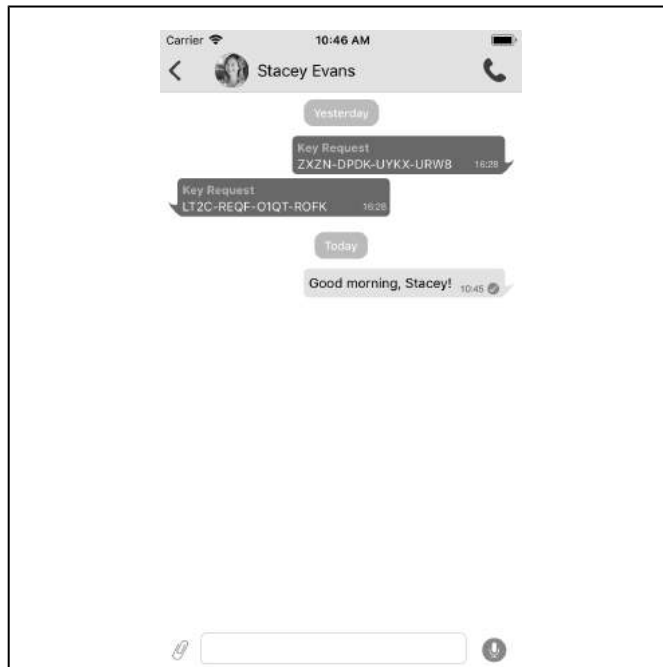 Carrier 10:46 AM
Stacey Evans
Yesterday
Key Request
ZXZN-DPDK-UYKX-URW8 16:28
Key Request
LT2C-REQF-O1QT-ROFK 16:28
Today
Good morning, Stacey! 10:45